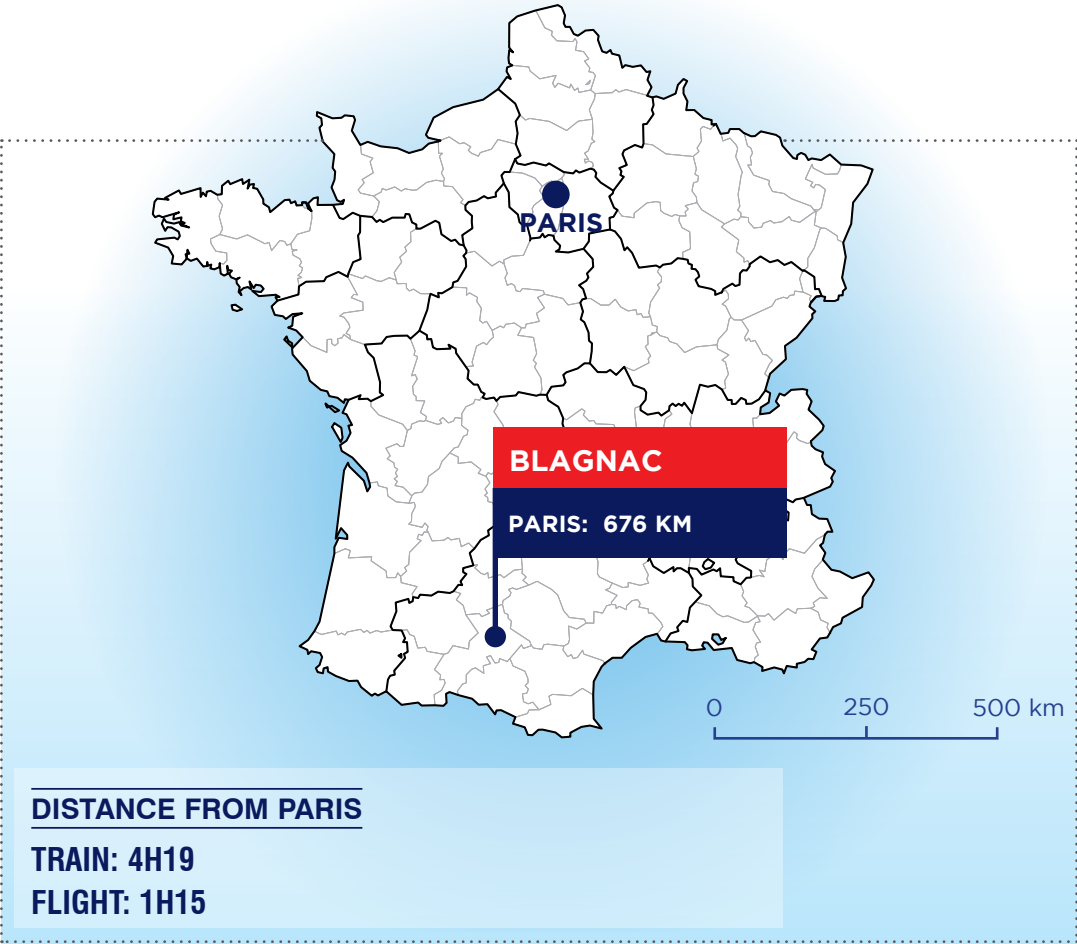 PARIS
BLAGNAC
PARIS: 676 KM
0 250 500 km
DISTANCE FROM PARIS
TRAIN: 4H19
FLIGHT: 1H15